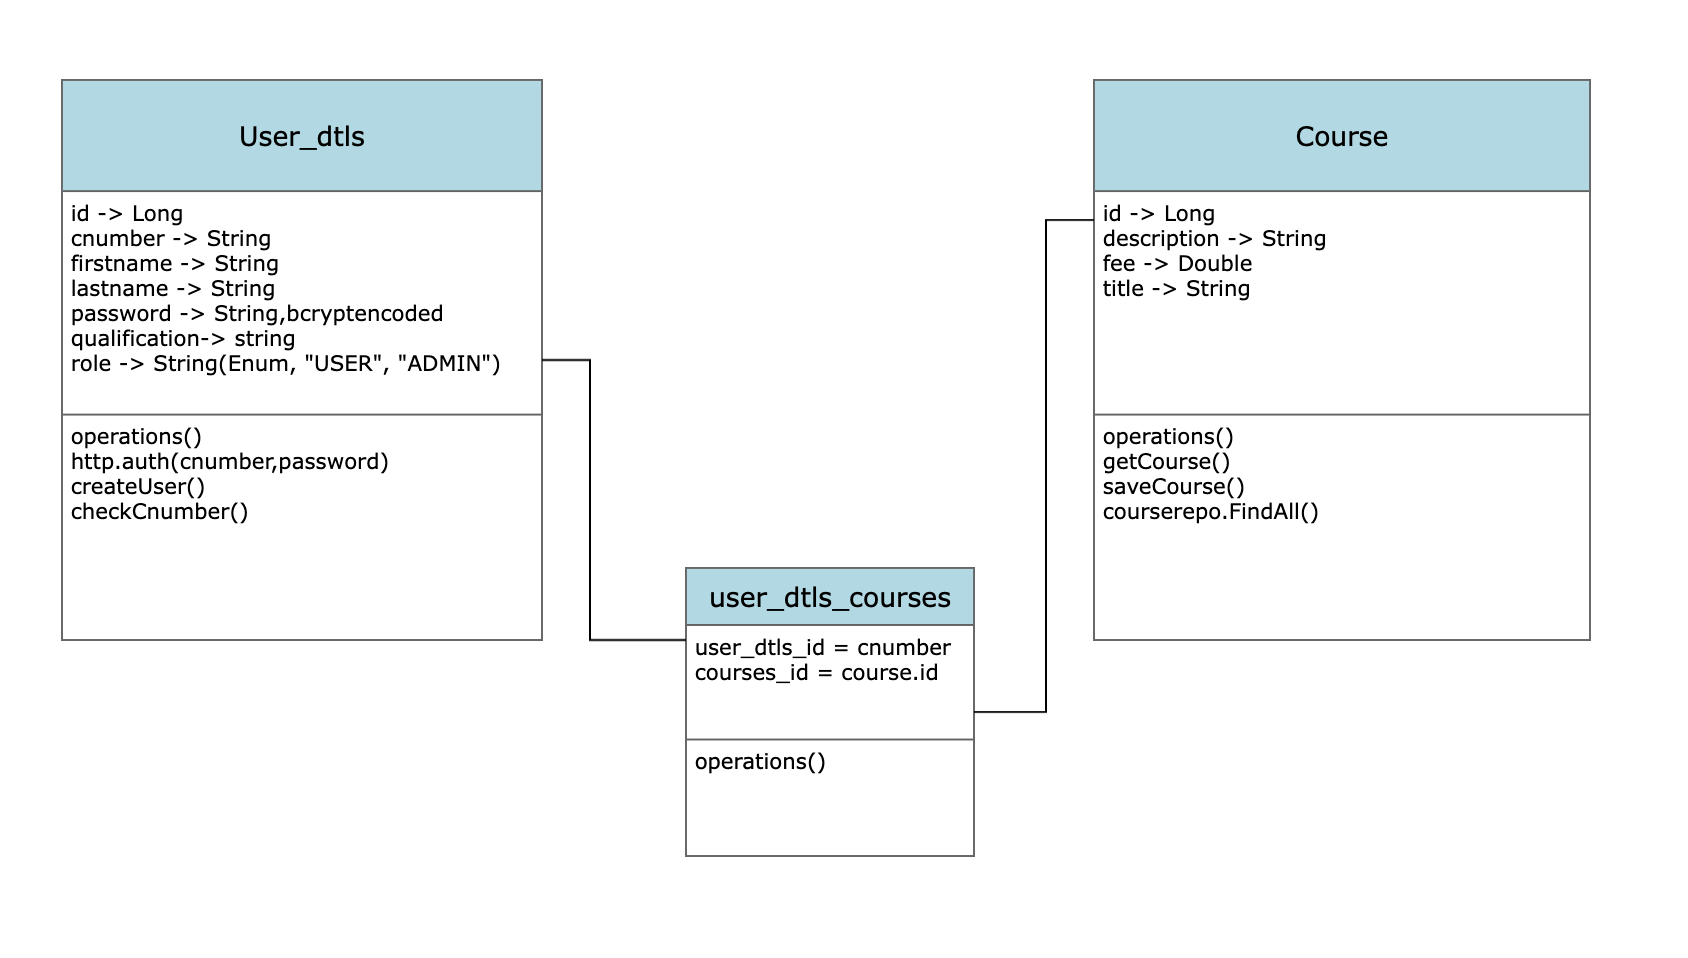 User_dtls
id -> Long
cnumber -> String
firstname -> String
lastname -> String
password -> String,bcryptencoded
qualification-> string
role -> String(Enum, "USER", "ADMIN")
operations()
http.auth(cnumber,password)
createUser()
checkCnumber()
Course
id -> Long
description -> String
fee -> Double
title -> String
operations()
getCourse()
saveCourse()
courserepo.FindAll()
user_dtls_courses
user_dtls_id = cnumber
courses_id = course.id
operations()